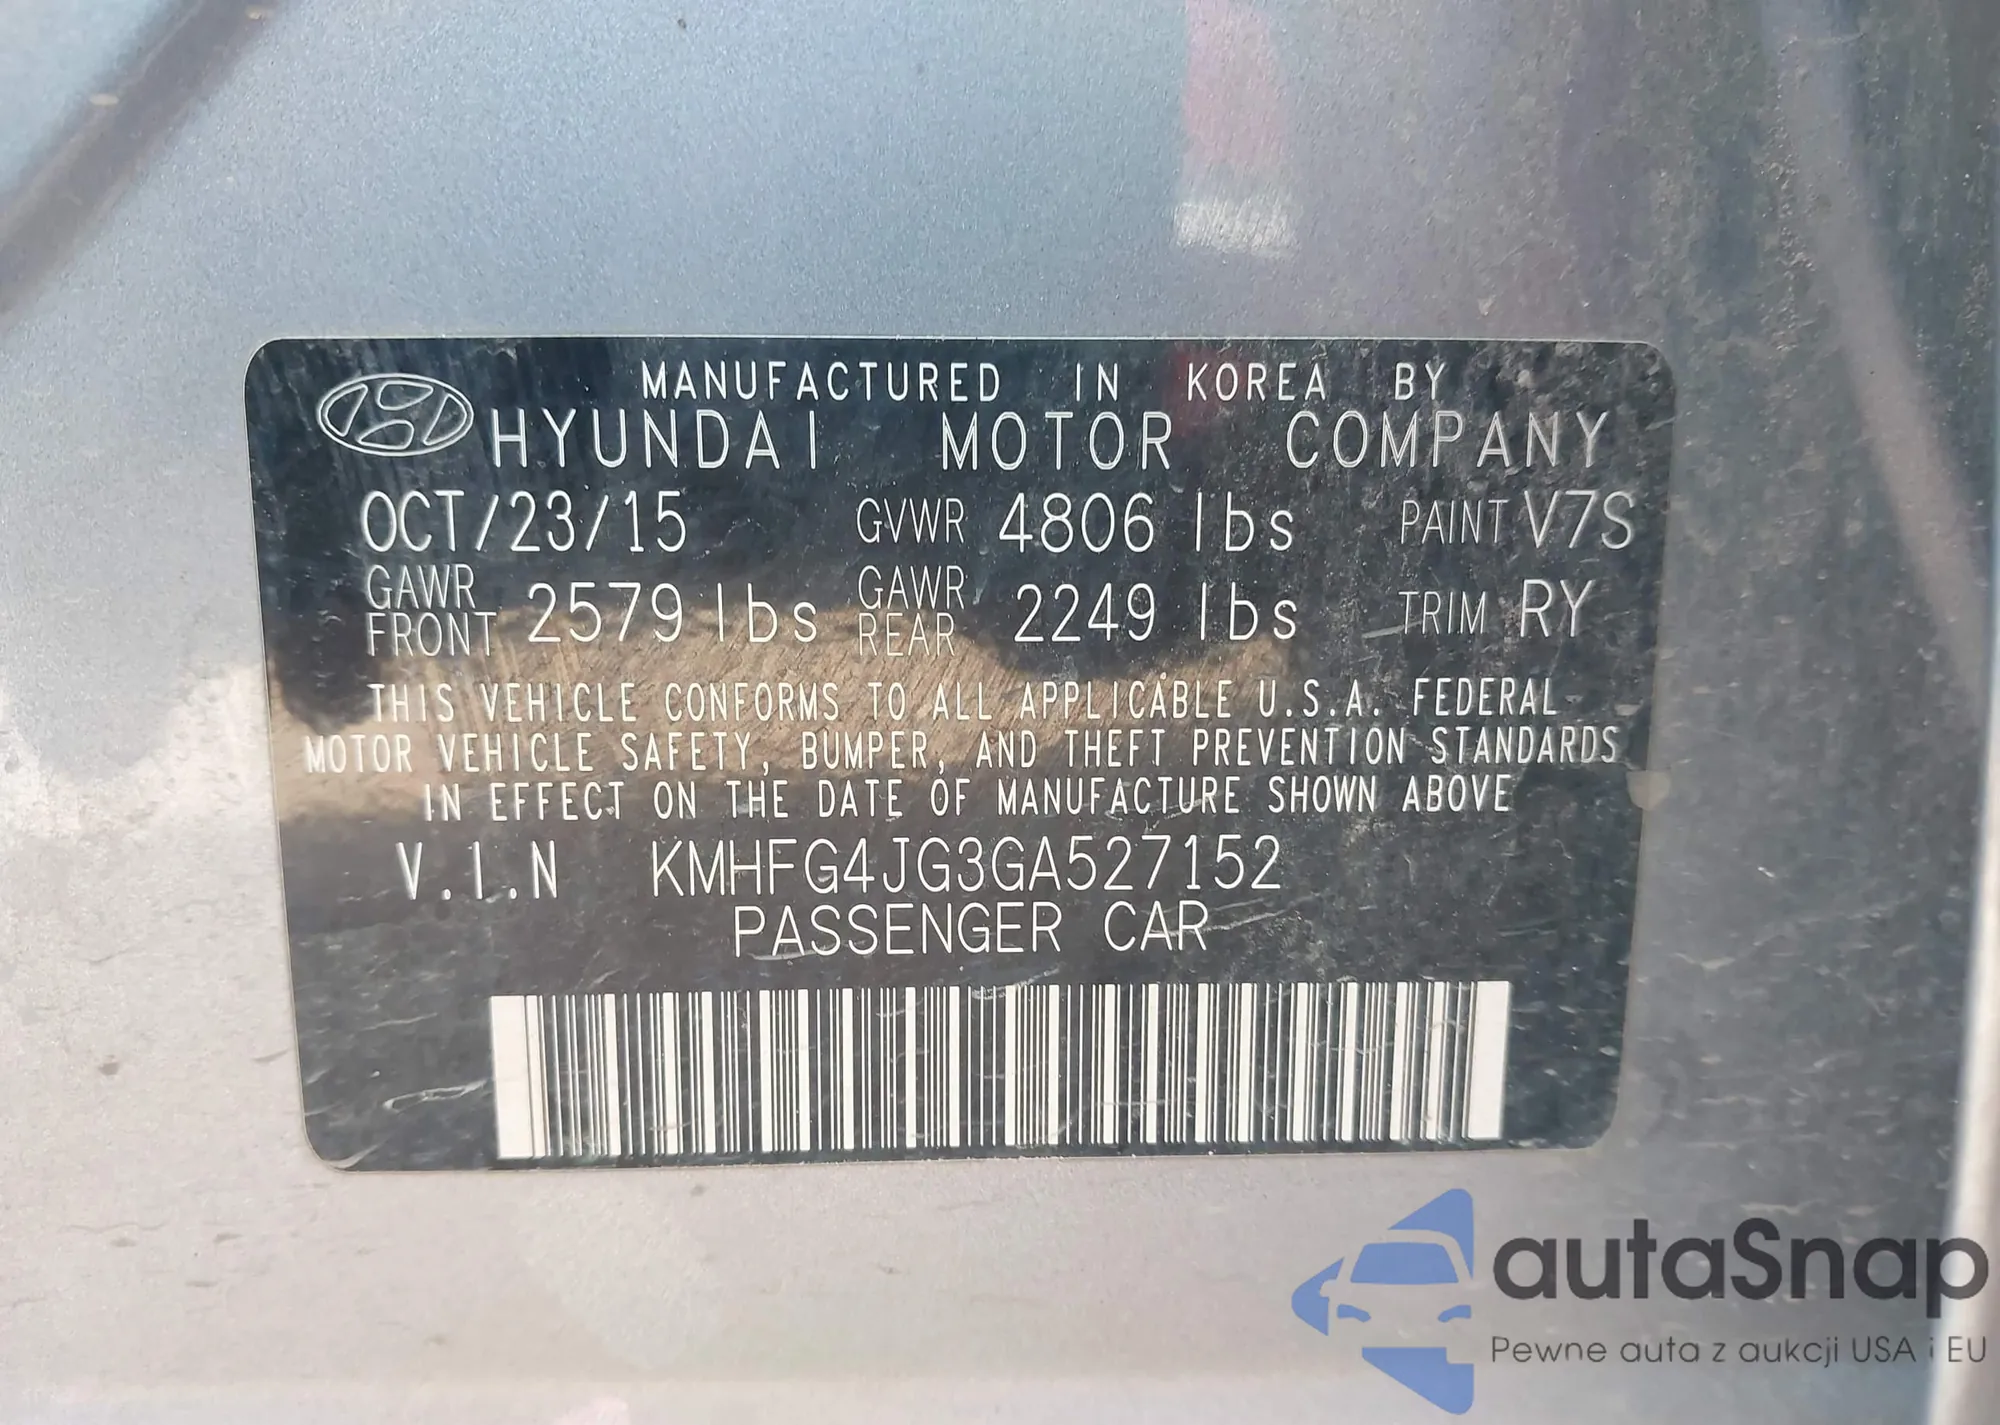 MANUFACTURED IN KOREA BY
HYUNDAI MOTOR COMPANY
OCT/23/15 GVWR 4806 lbs PAINT V7S
GAWR FRONT 2579 lbs GAWR REAR 2249 lbs TRIM RY
THIS VEHICLE CONFORMS TO ALL APPLICABLE U.S.A. FEDERAL
MOTOR VEHICLE SAFETY, BUMPER, AND THEFT PREVENTION STANDARDS
IN EFFECT ON THE DATE OF MANUFACTURE SHOWN ABOVE
V.I.N KMHFG4JG3GA527152
PASSENGER CAR
autaSnap
Pewne auta z aukcji USA i EU